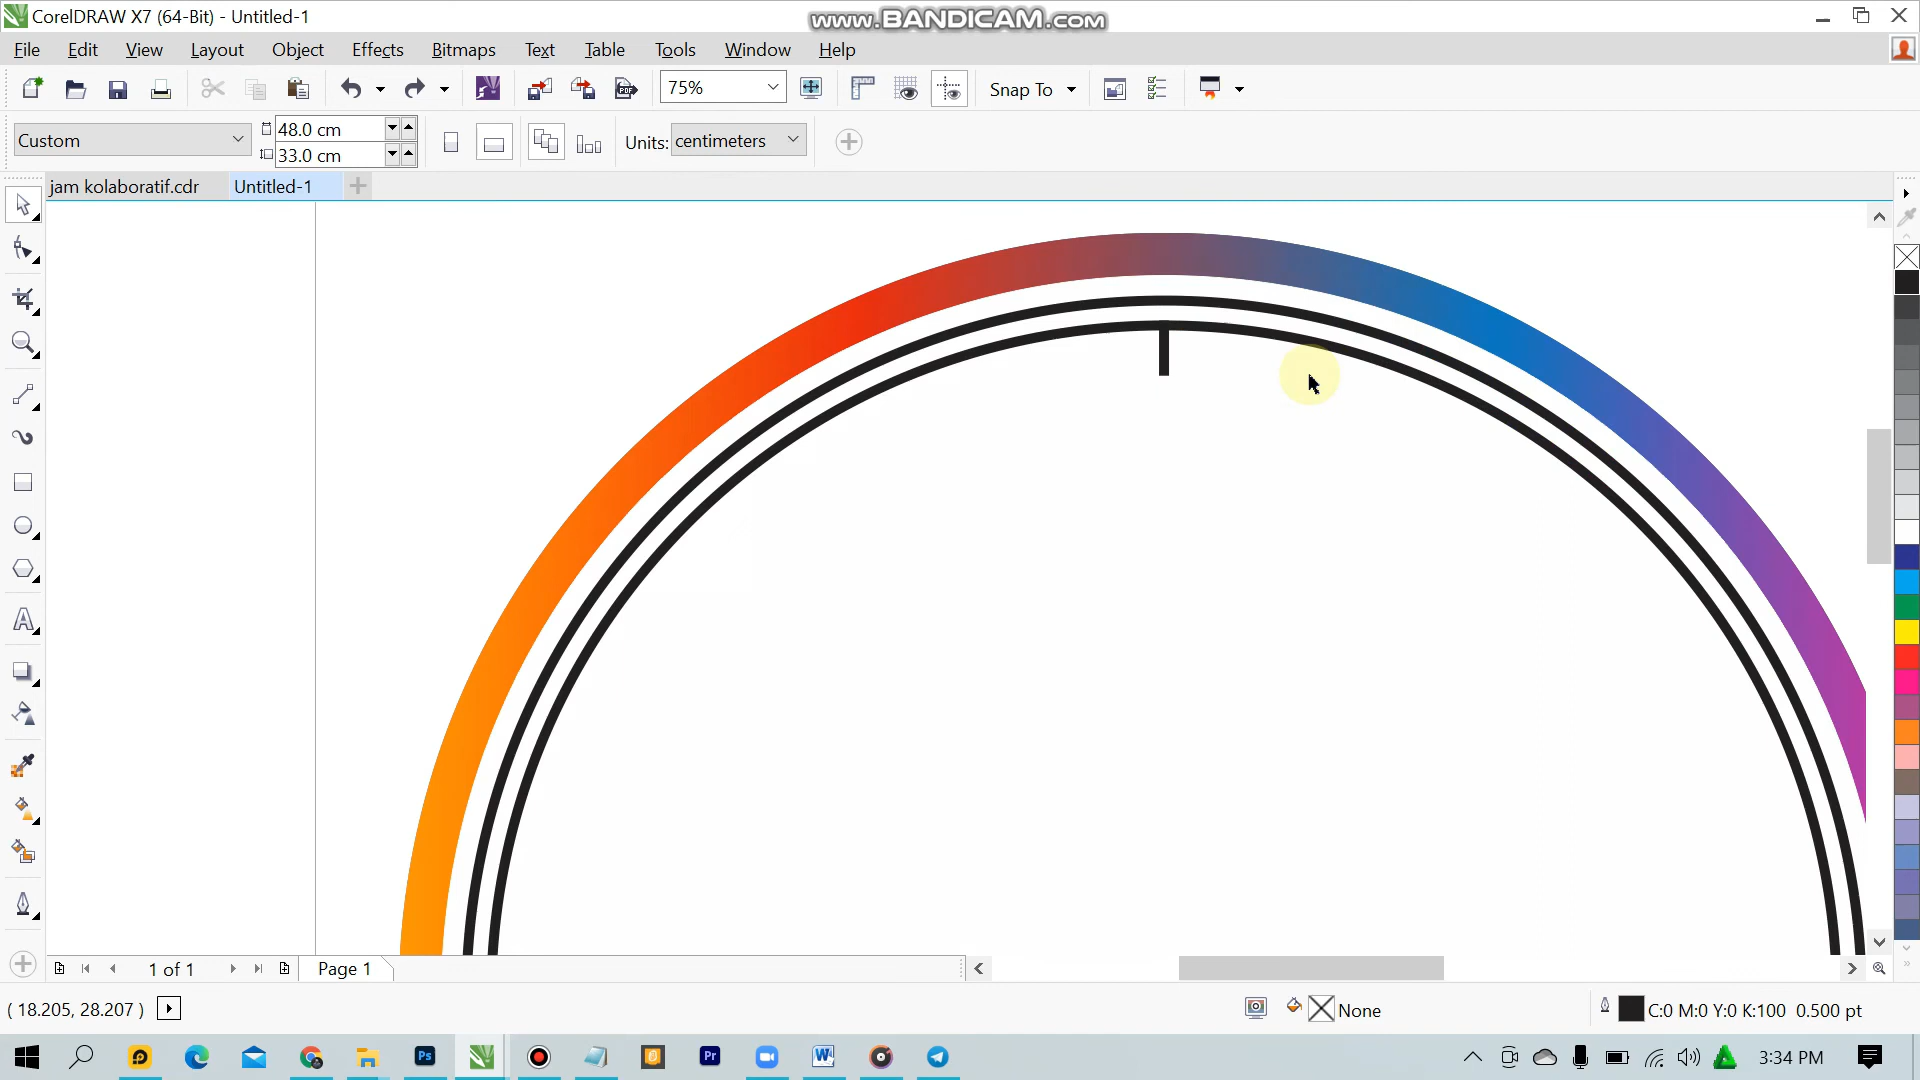 CorelDRAW X7 (64-Bit) - Untitled-1
www.BANDICAM.com
File Edit View Layout Object Effects Bitmaps Text Table Tools Window Help
75% Snap To
Custom 48.0 cm 33.0 cm Units: centimeters
jam kolaboratif.cdr Untitled-1
1 of 1 Page 1
( 18.205, 28.207 ) None C:0 M:0 Y:0 K:100 0.500 pt
Ps Pr W 3:34 PM